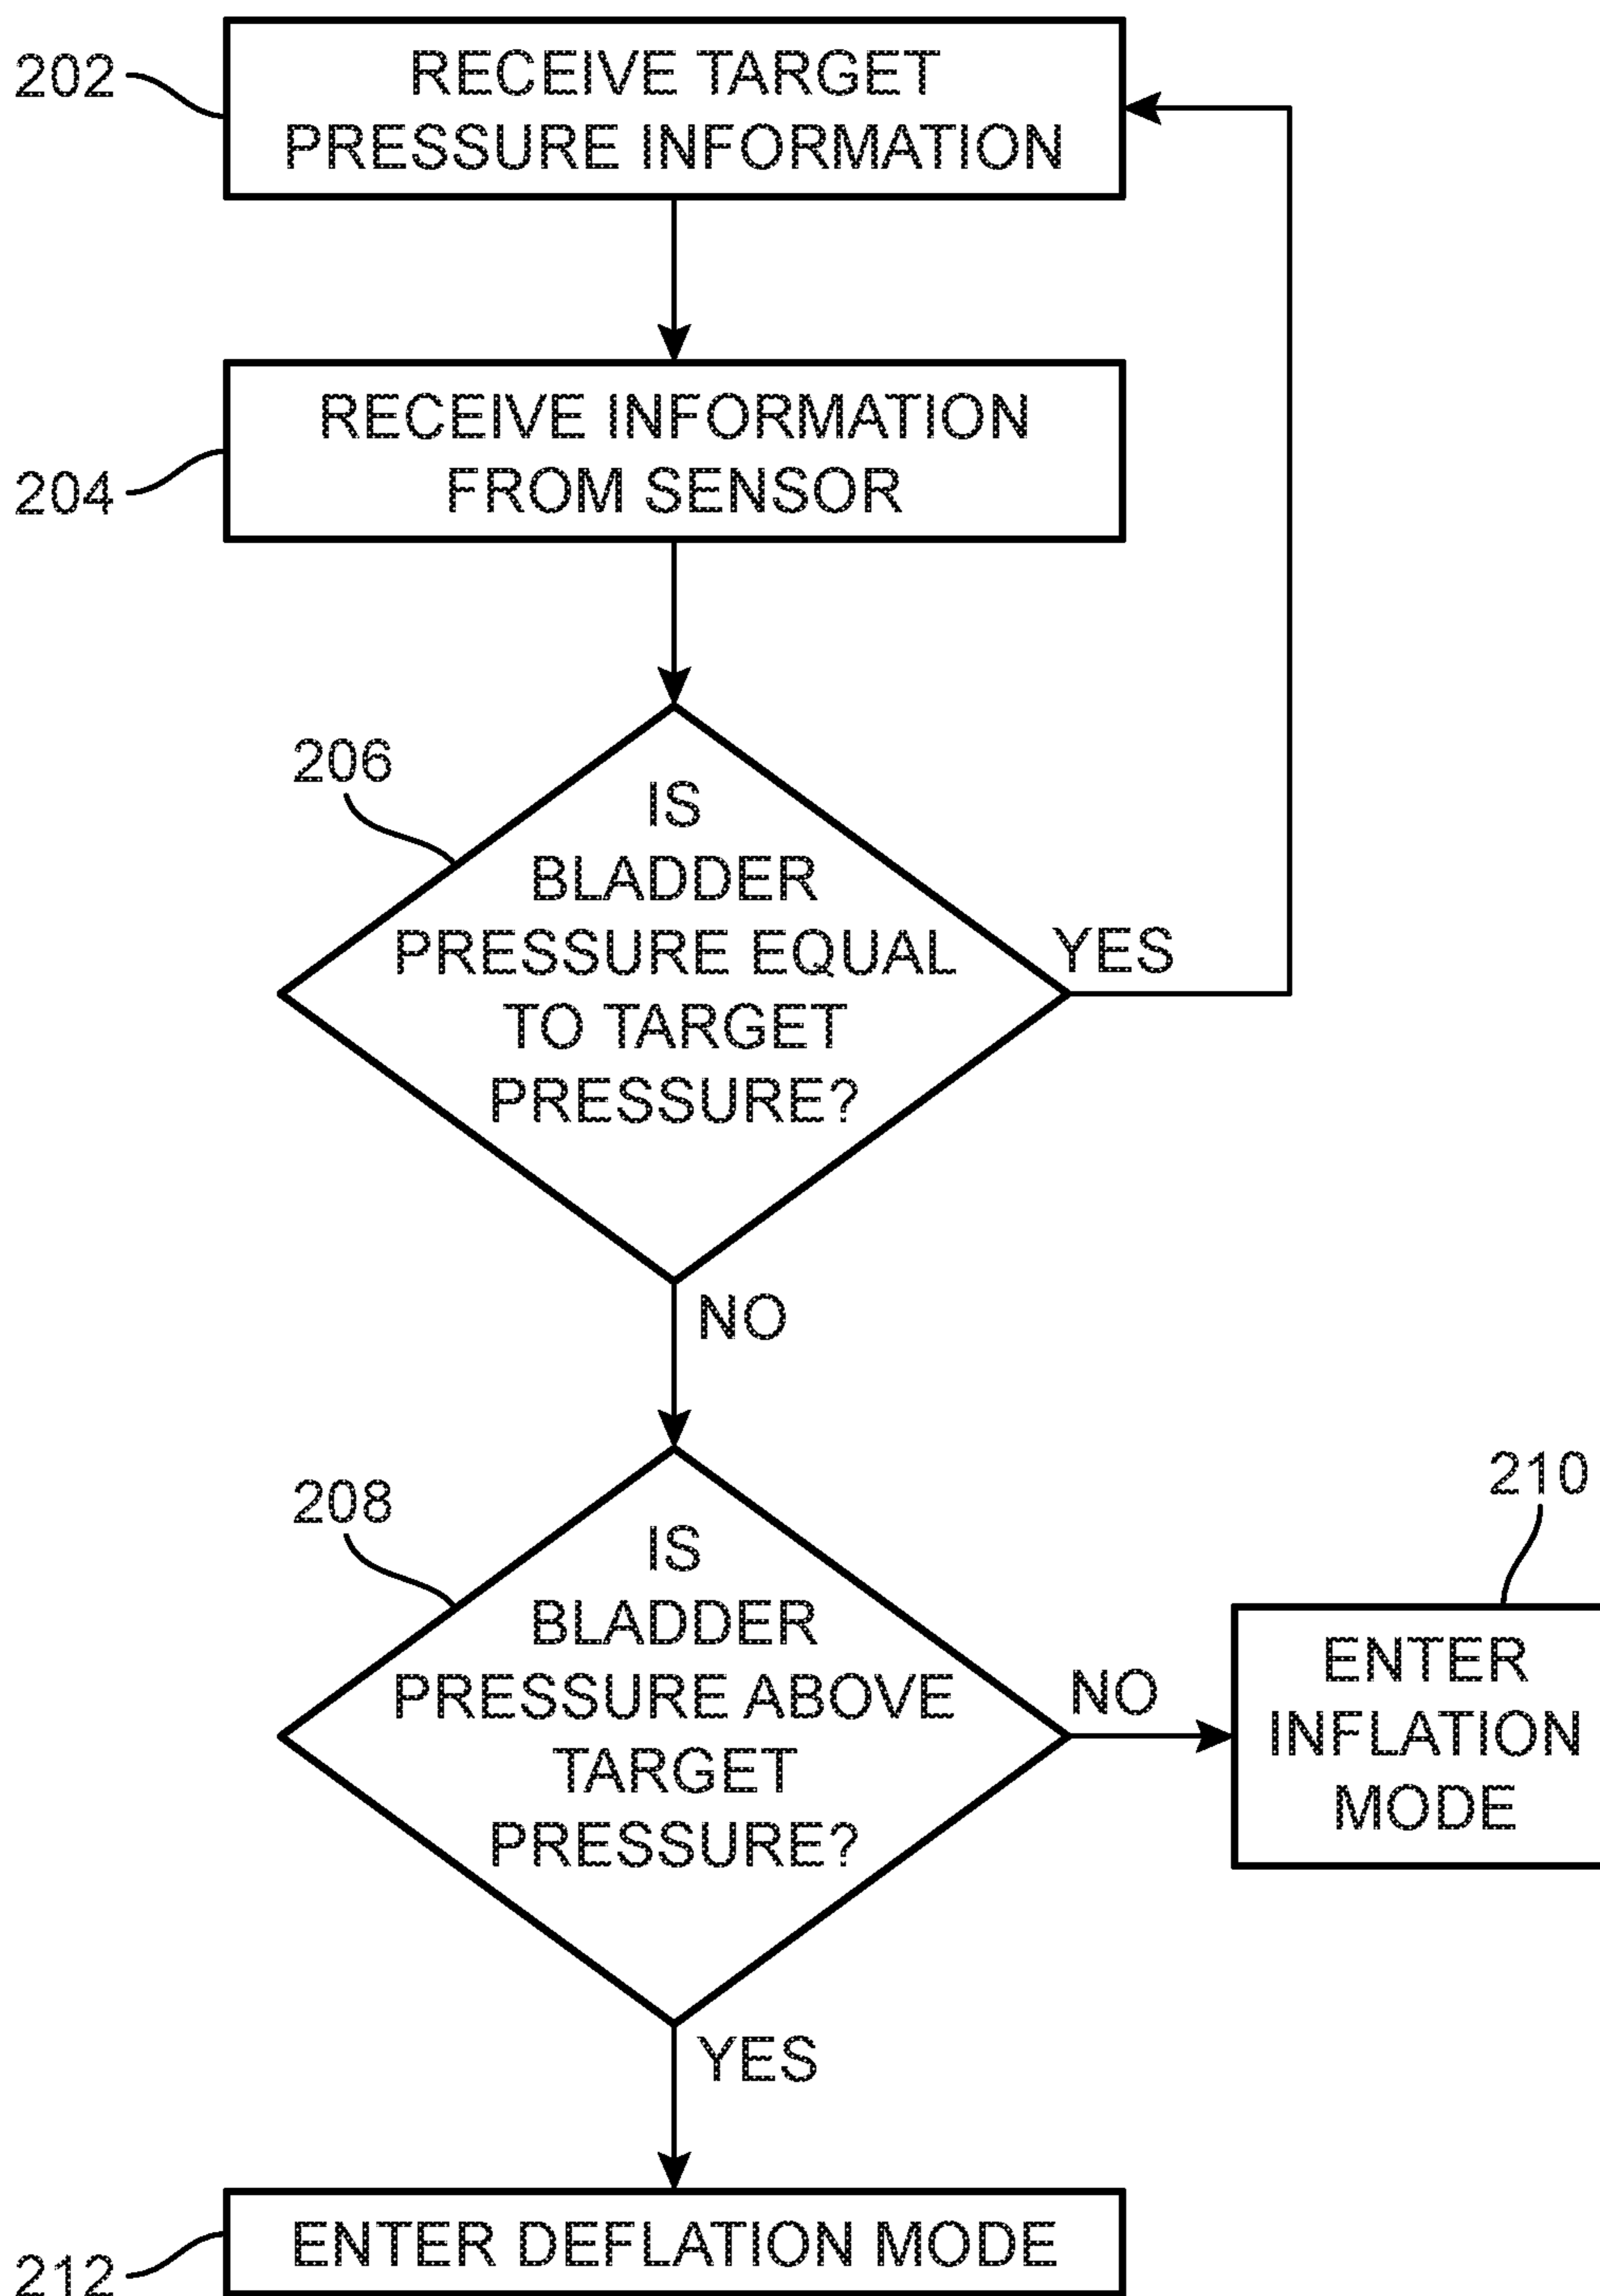 202
RECEIVE TARGET
PRESSURE INFORMATION
204
RECEIVE INFORMATION
FROM SENSOR
206
IS
BLADDER
PRESSURE EQUAL
TO TARGET
PRESSURE?
YES
NO
208
IS
BLADDER
PRESSURE ABOVE
TARGET
PRESSURE?
NO
210
ENTER
INFLATION
MODE
YES
212
ENTER DEFLATION MODE